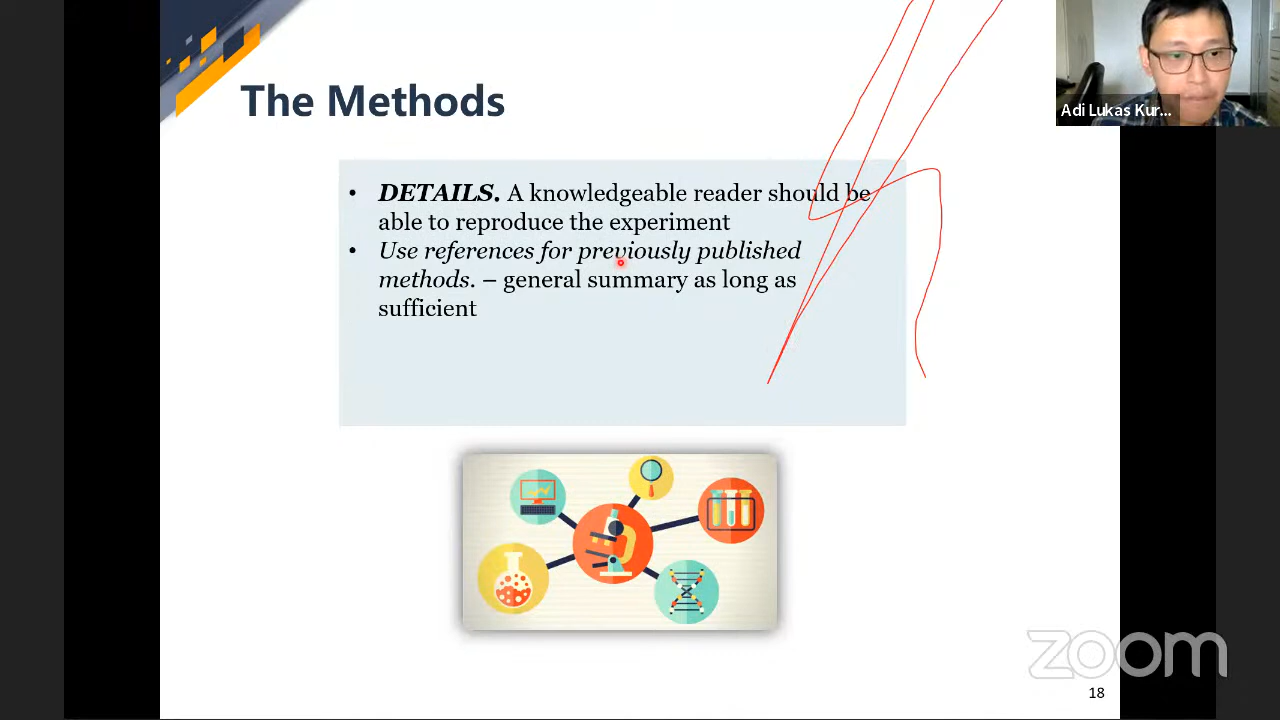 The Methods
Adi Lukas Kur...
• DETAILS. A knowledgeable reader should be
able to reproduce the experiment
• Use references for previously published
methods. – general summary as long as
sufficient
zoom
18